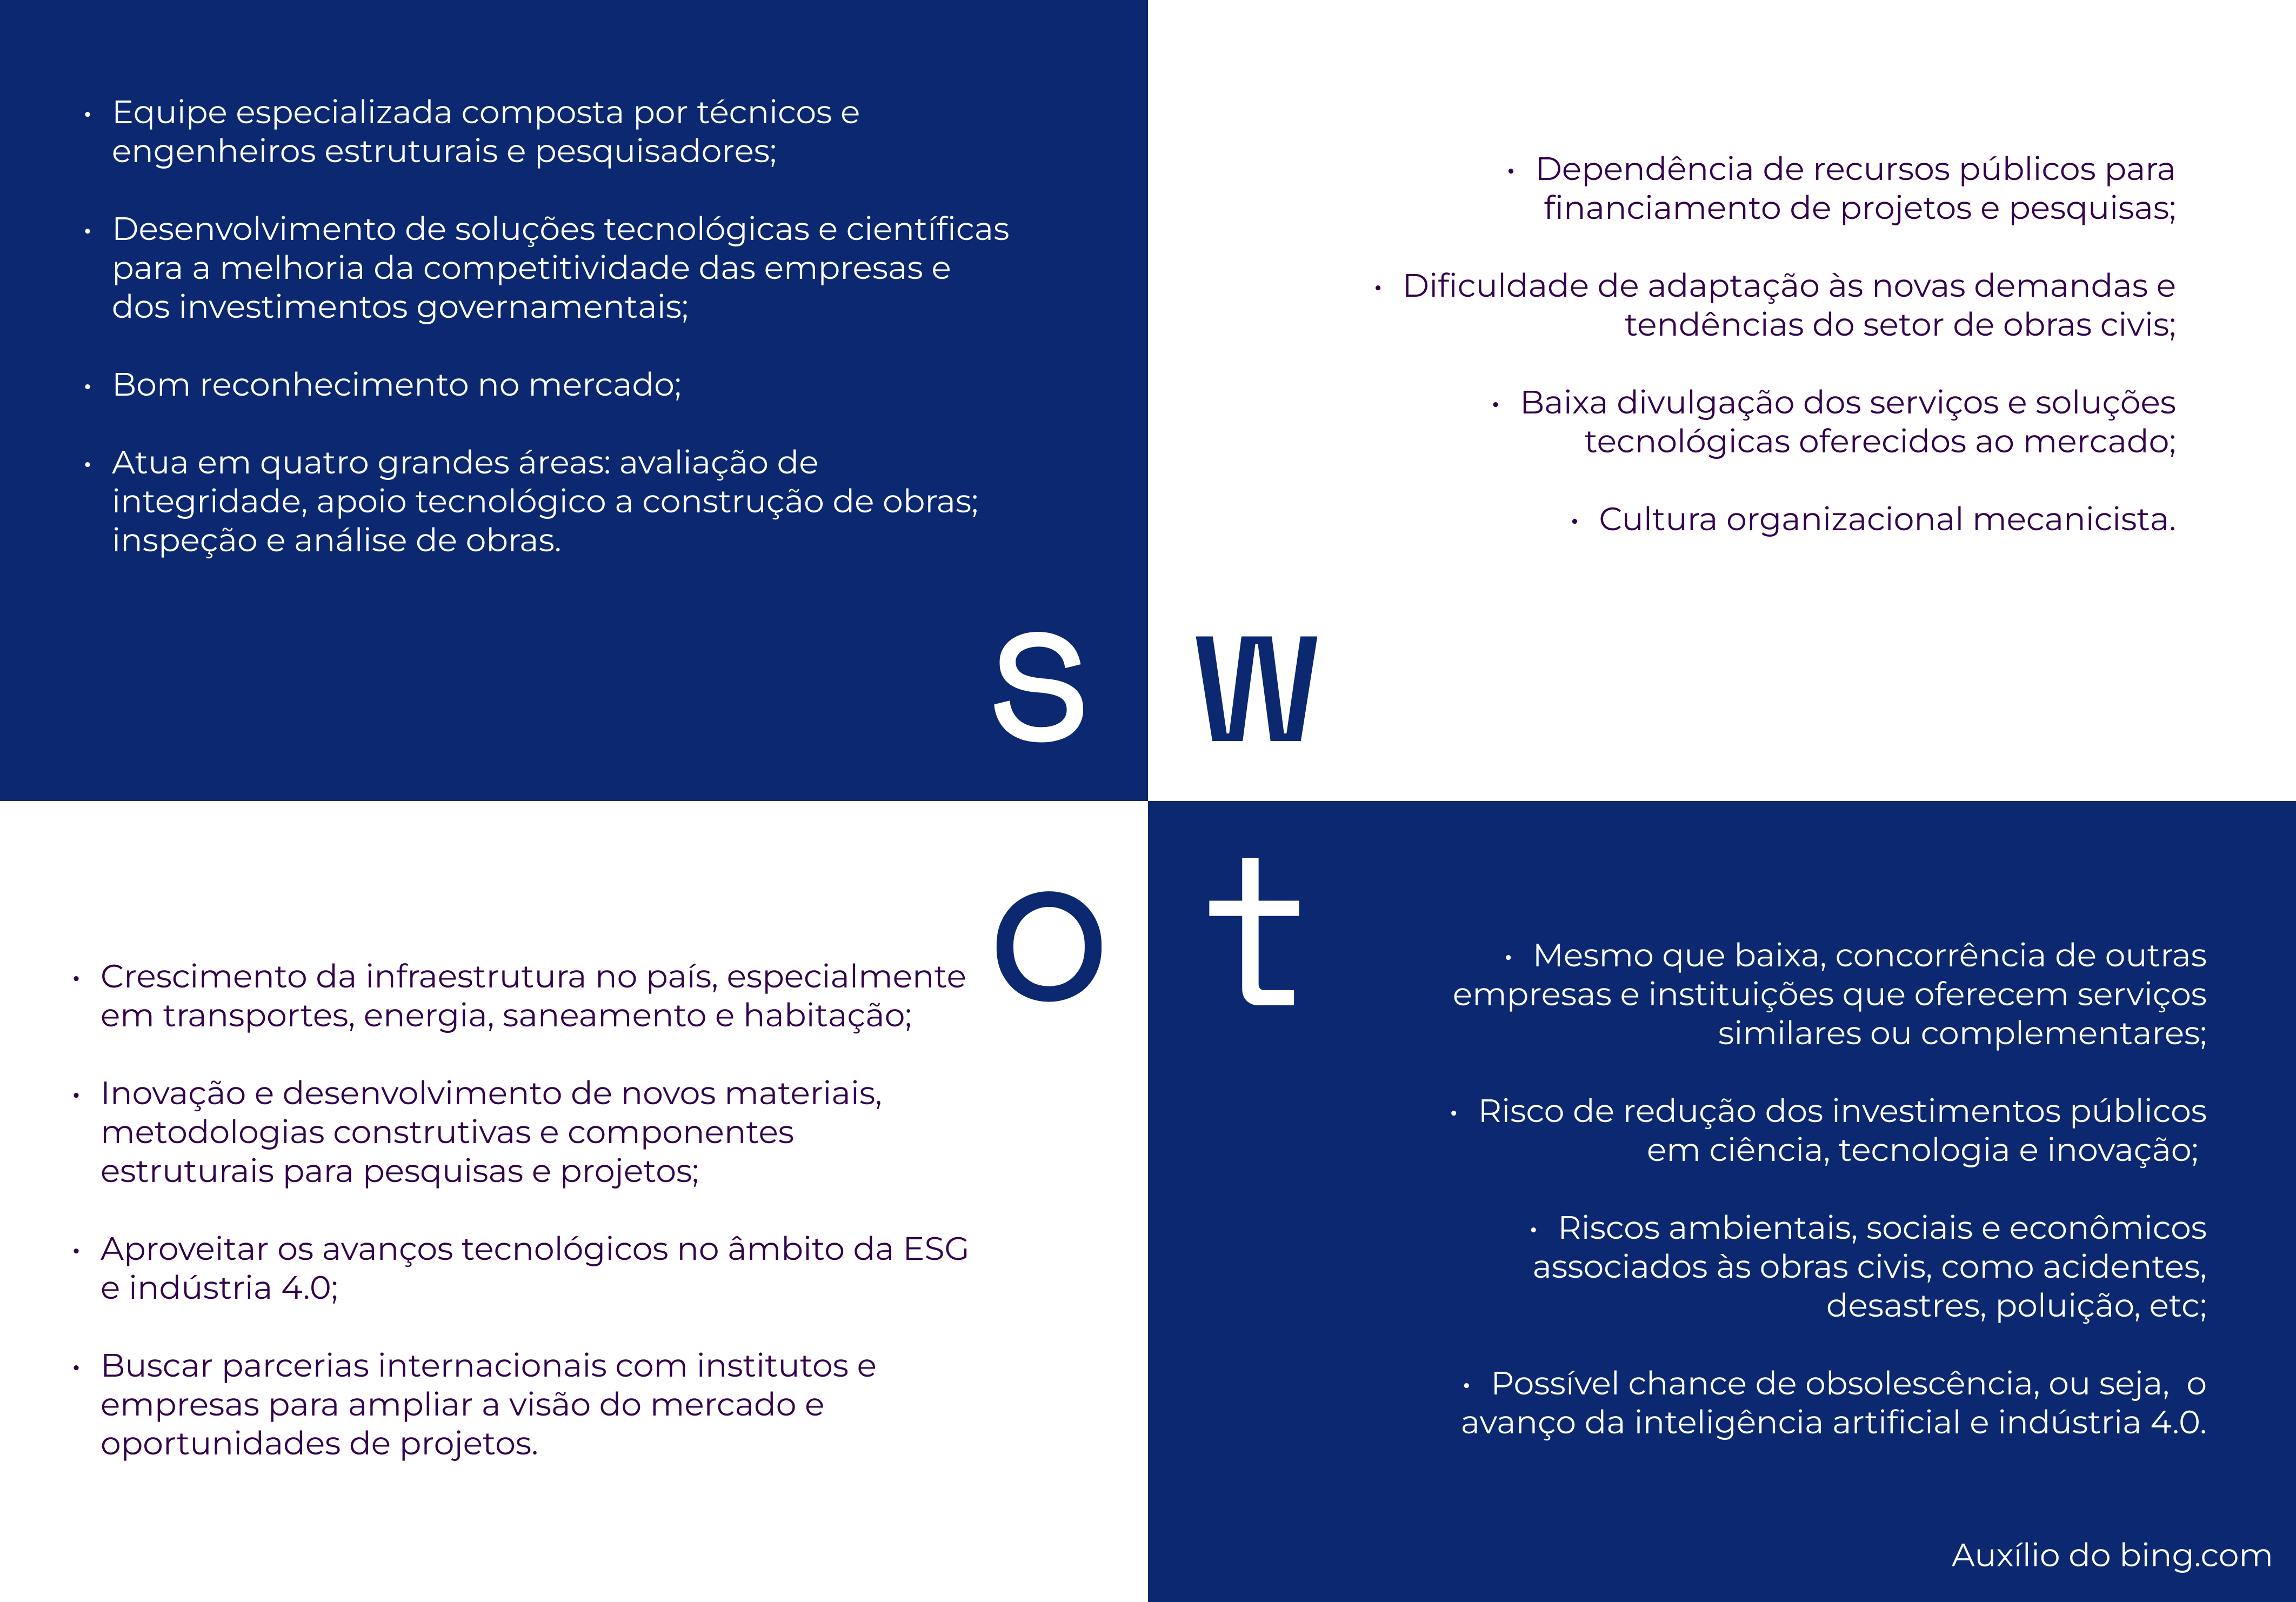 • Equipe especializada composta por técnicos e
engenheiros estruturais e pesquisadores;
• Desenvolvimento de soluções tecnológicas e científicas
para a melhoria da competitividade das empresas e
dos investimentos governamentais;
• Bom reconhecimento no mercado;
• Atua em quatro grandes áreas: avaliação de
integridade, apoio tecnológico a construção de obras;
inspeção e análise de obras.
s
• Dependência de recursos públicos para
financiamento de projetos e pesquisas;
• Dificuldade de adaptação às novas demandas e
tendências do setor de obras civis;
• Baixa divulgação dos serviços e soluções
tecnológicas oferecidos ao mercado;
• Cultura organizacional mecanicista.
w
o
• Crescimento da infraestrutura no país, especialmente
em transportes, energia, saneamento e habitação;
• Inovação e desenvolvimento de novos materiais,
metodologias construtivas e componentes
estruturais para pesquisas e projetos;
• Aproveitar os avanços tecnológicos no âmbito da ESG
e indústria 4.0;
• Buscar parcerias internacionais com institutos e
empresas para ampliar a visão do mercado e
oportunidades de projetos.
t
• Mesmo que baixa, concorrência de outras
empresas e instituições que oferecem serviços
similares ou complementares;
• Risco de redução dos investimentos públicos
em ciência, tecnologia e inovação;
• Riscos ambientais, sociais e econômicos
associados às obras civis, como acidentes,
desastres, poluição, etc;
• Possível chance de obsolescência, ou seja, o
avanço da inteligência artificial e indústria 4.0.
Auxílio do bing.com